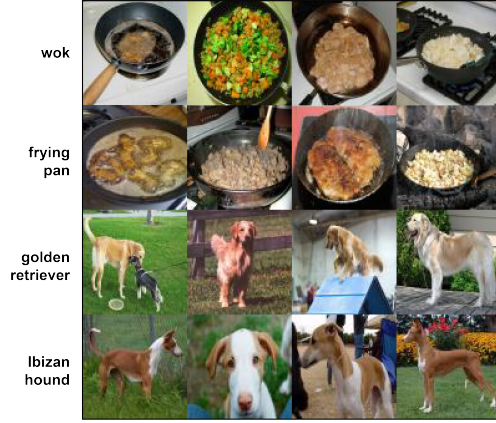 wok
frying
pan
golden
retriever
Ibizan
hound